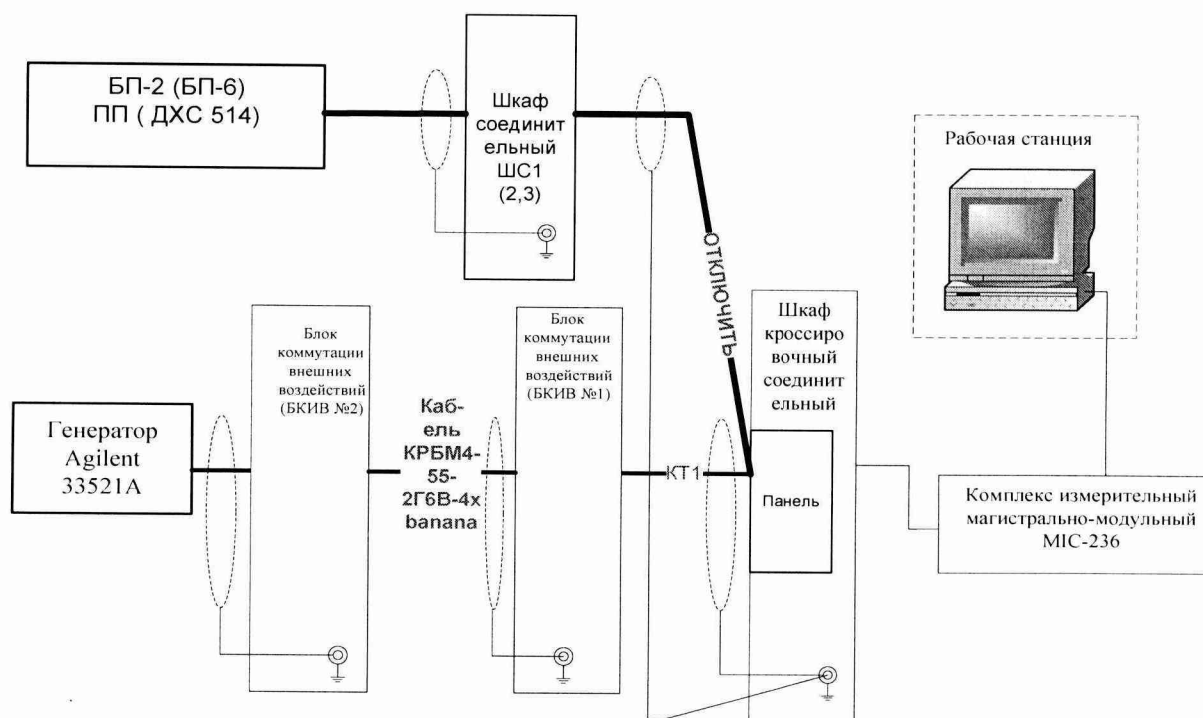 БП-2 (БП-6)
ПП ( ДХС 514)
Шкаф
соединит
ельный
ШС1
(2,3)
ОТКЛЮЧИТЬ
Рабочая станция
Генератор
Agilent
33521A
Блок
коммутации
внешних
воздействий
(БКИВ №2)
Каб-
ель
КРБМ4-
55-
2Г6В-4х
banana
Блок
коммутации
внешних
воздействий
(БКИВ №1)
КТ1
Шкаф
кроссиро
вочный
соединит
ельный
Панель
Комплекс измерительный
магистрально-модульный
MIC-236